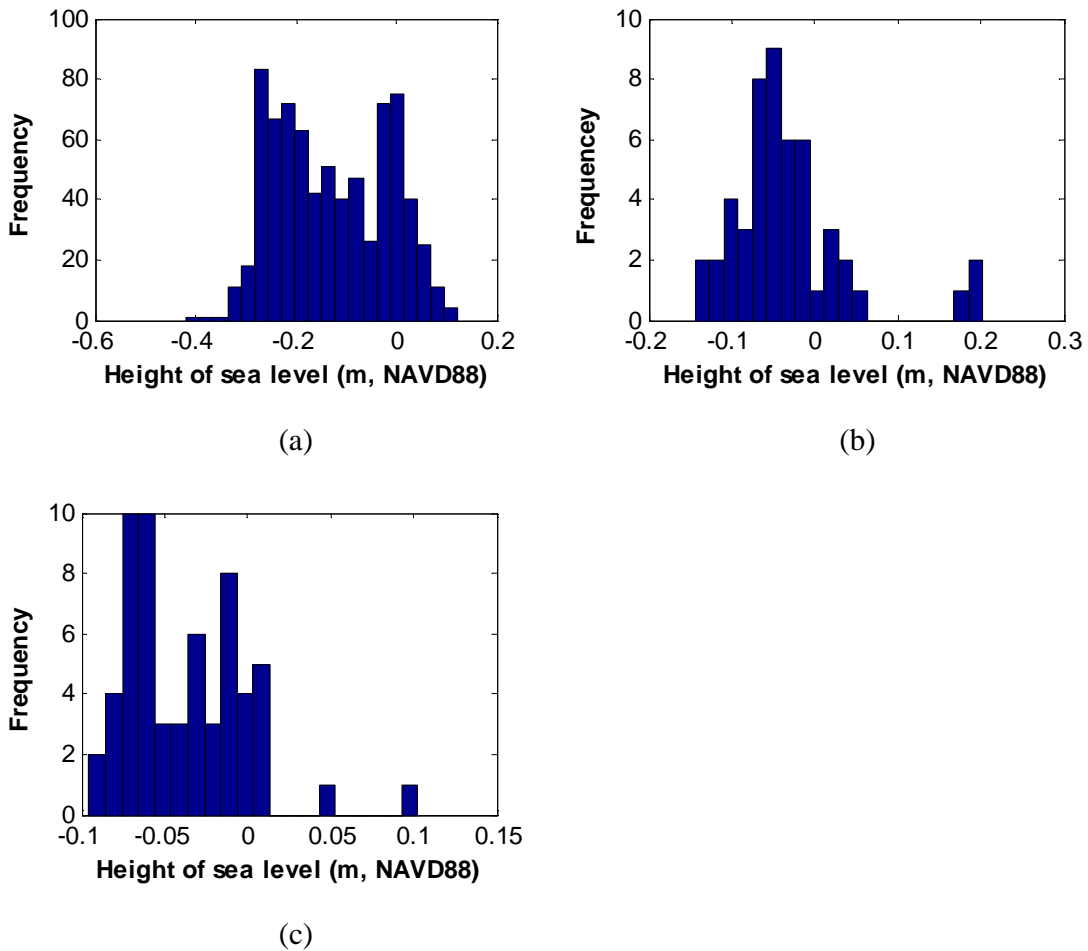 100
80
60
40
20
0
-0.6 -0.4 -0.2 0 0.2
Frequency
Height of sea level (m, NAVD88)
(a)
10
8
6
4
2
0
-0.2 -0.1 0 0.1 0.2 0.3
Frequencey
Height of sea level (m, NAVD88)
(b)
10
8
6
4
2
0
-0.1 -0.05 0 0.05 0.1 0.15
Frequency
Height of sea level (m, NAVD88)
(c)